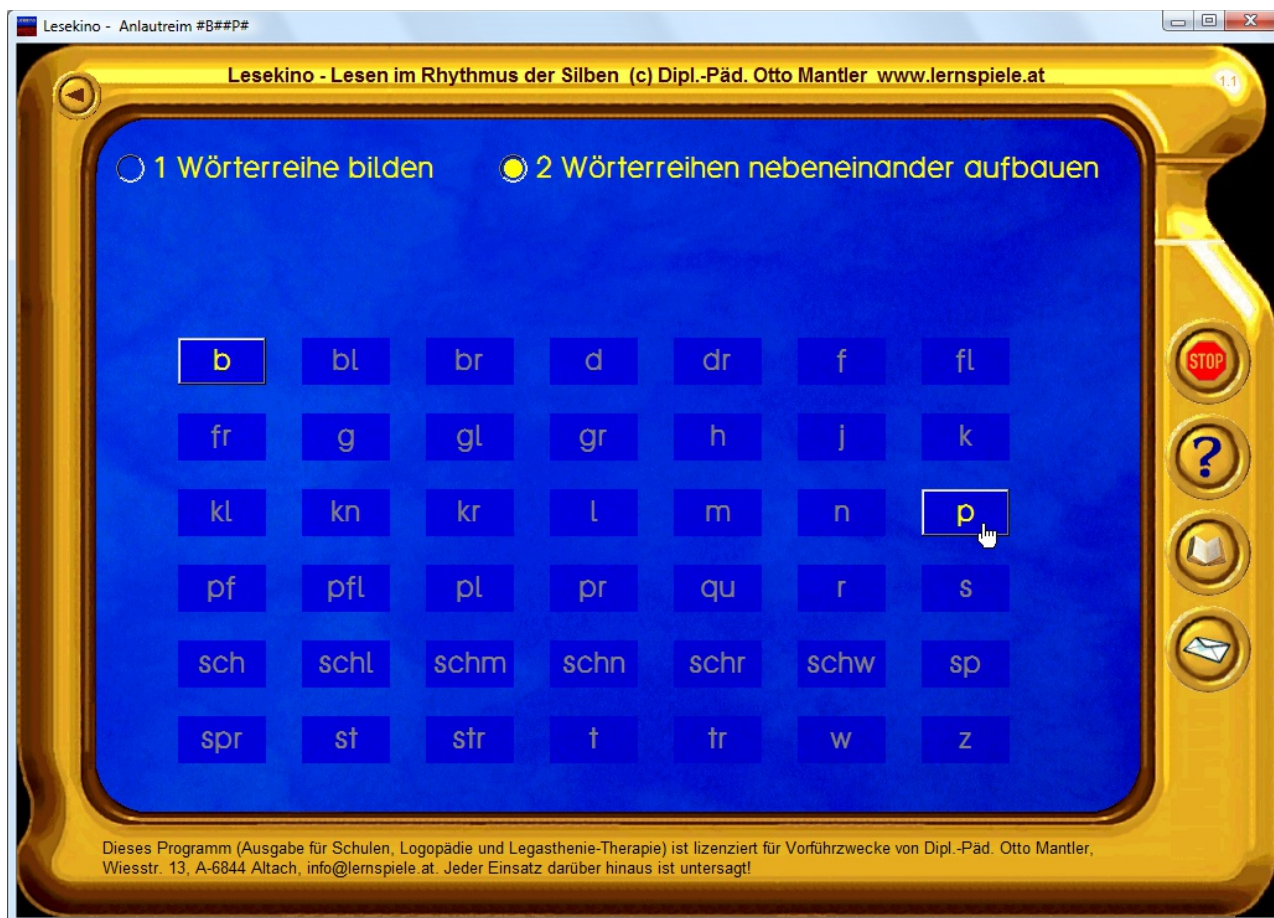 Lesekino - Anlautreim #B##P#
Lesekino - Lesen im Rhythmus der Silben (c) Dipl.-Päd. Otto Mantler www.lernspiele.at
1.1
1 Wörterreihe bilden
2 Wörterreihen nebeneinander aufbauen
b bl br d dr f fl
fr g gl gr h j k
kl kn kr l m n p
pf pfl pl pr qu r s
sch schl schm schn schr schw sp
spr st str t tr w z
STOP
?
Dieses Programm (Ausgabe für Schulen, Logopädie und Legasthenie-Therapie) ist lizenziert für Vorführzwecke von Dipl.-Päd. Otto Mantler,
Wiesstr. 13, A-6844 Altach, info@lernspiele.at. Jeder Einsatz darüber hinaus ist untersagt!